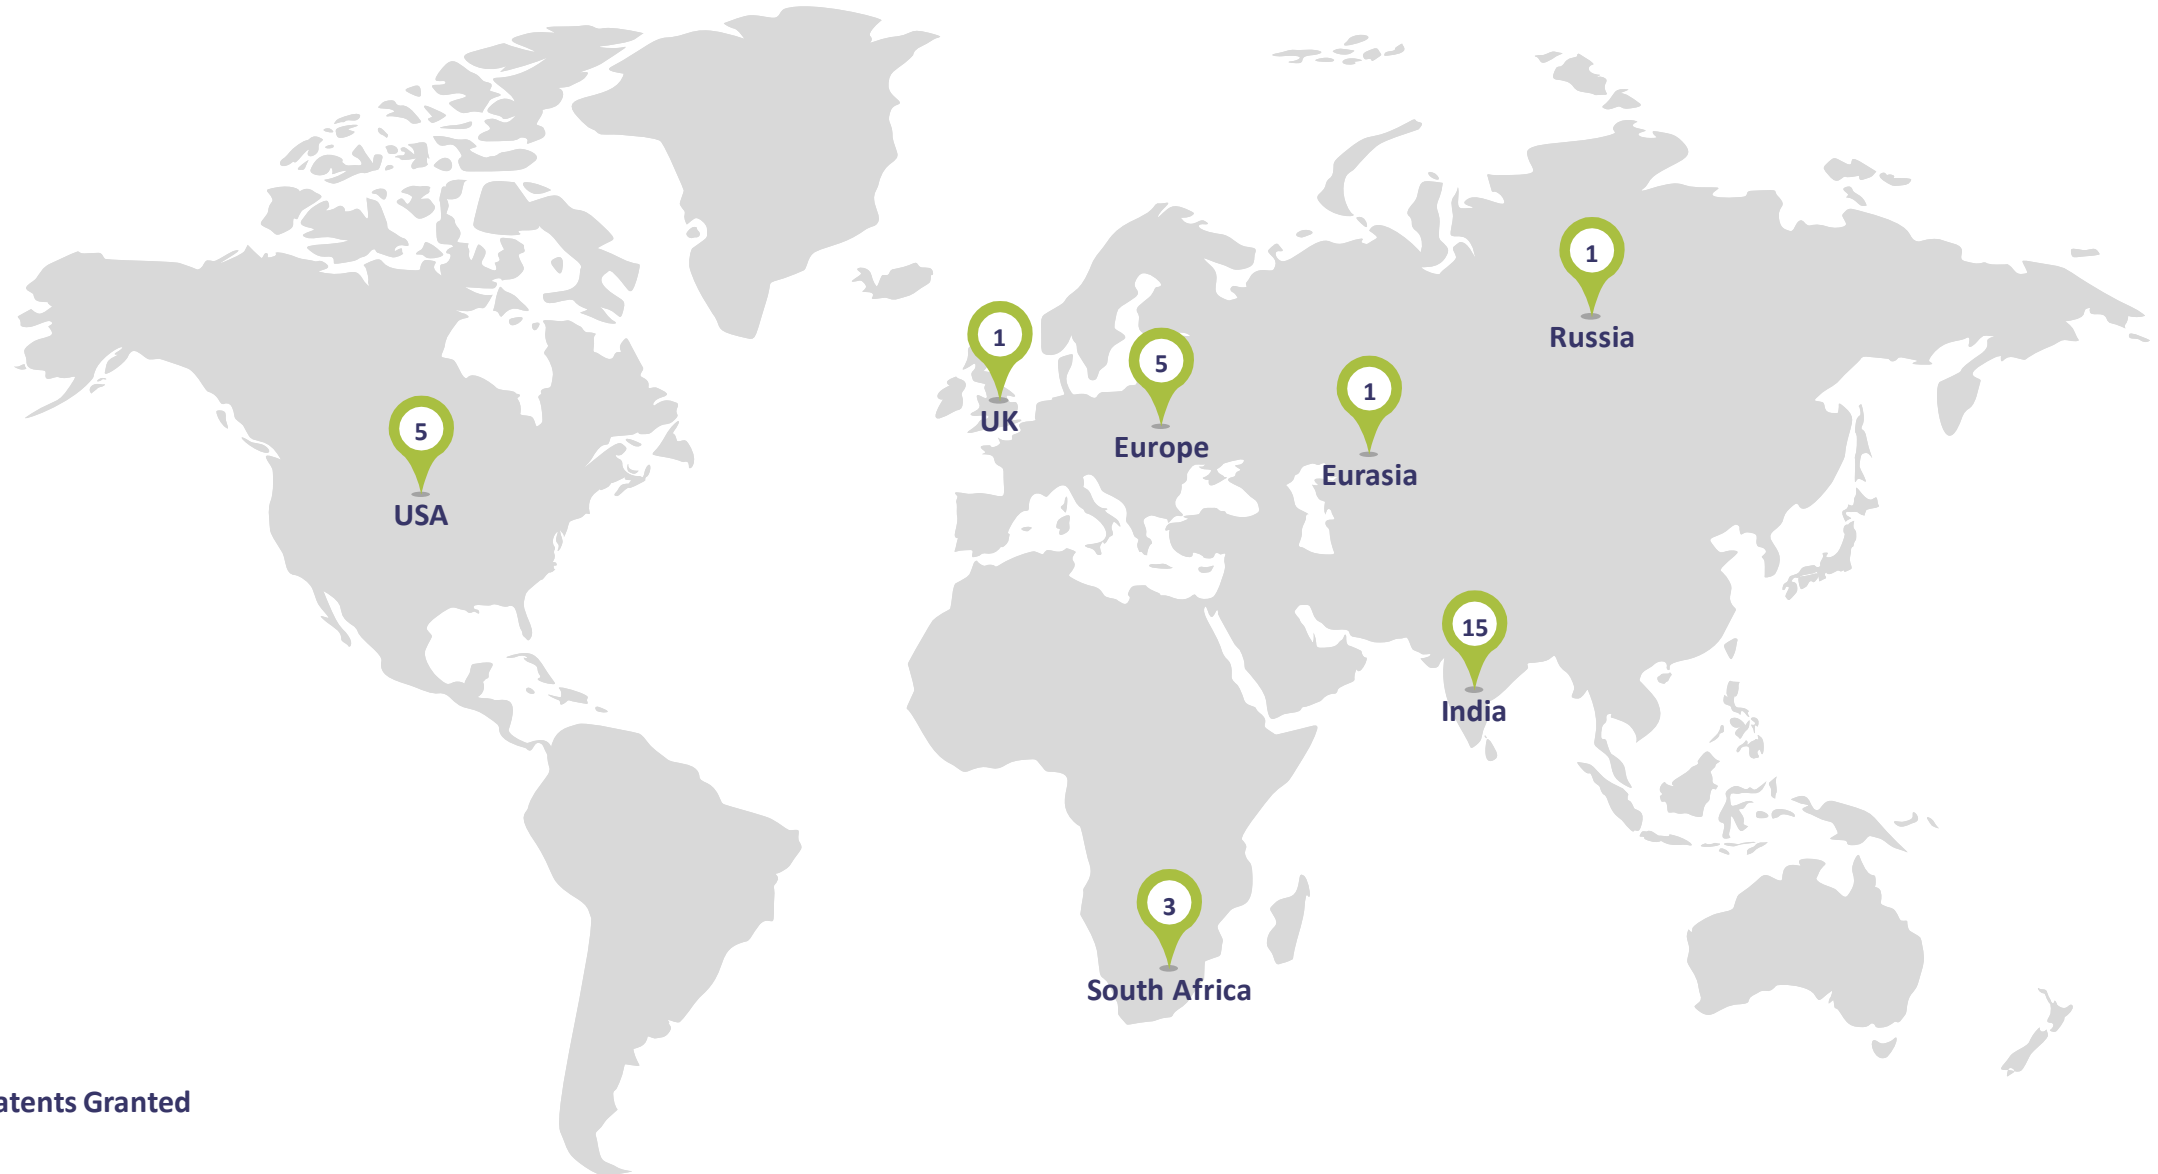 1
Russia
1
UK
5
Europe
1
Eurasia
5
USA
15
India
3
South Africa
atents Granted